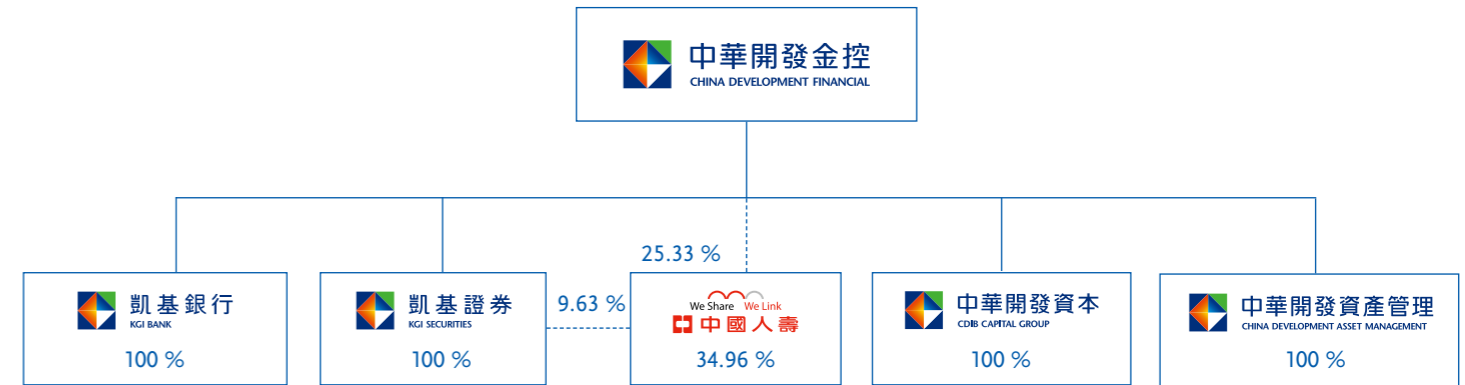 中華開發金控
CHINA DEVELOPMENT FINANCIAL
25.33 %
凱基銀行
KGI BANK
100 %
凱基證券
KGI SECURITIES
100 %
9.63 %
We Share We Link
中國人壽
34.96 %
中華開發資本
CDIB CAPITAL GROUP
100 %
中華開發資產管理
CHINA DEVELOPMENT ASSET MANAGEMENT
100 %